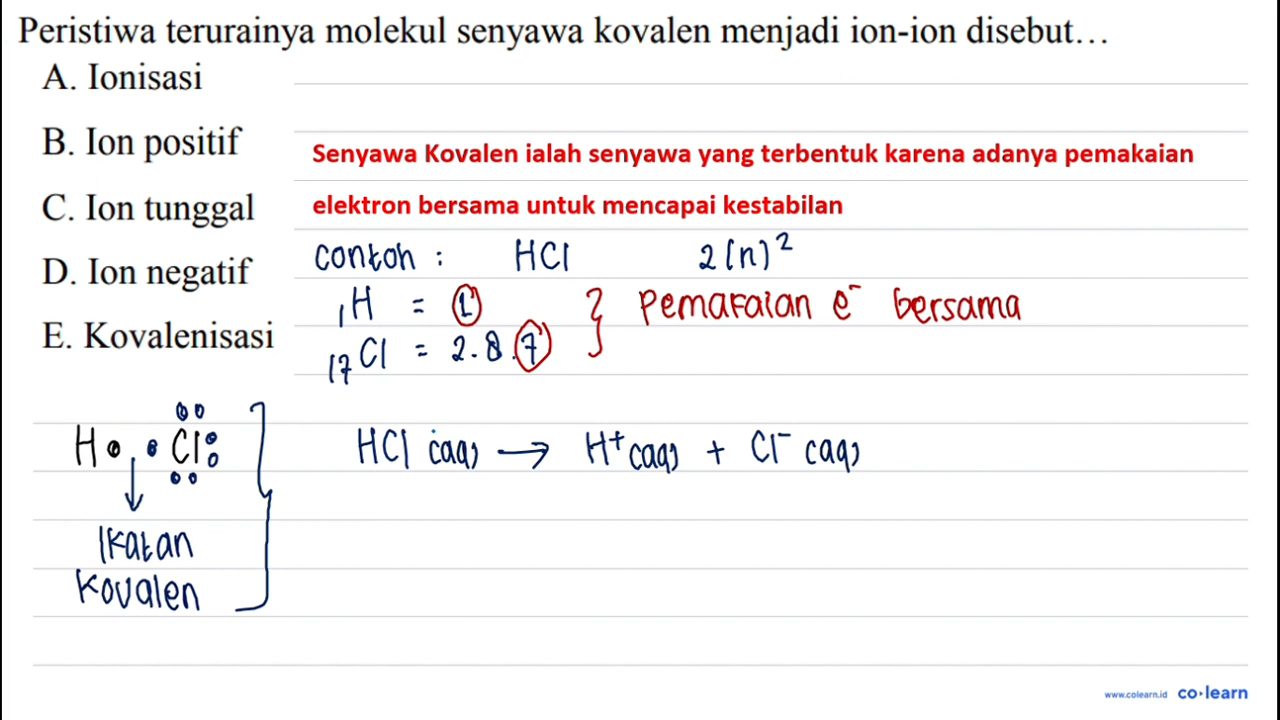 Peristiwa terurainya molekul senyawa kovalen menjadi ion-ion disebut...
A. Ionisasi
B. Ion positif
C. Ion tunggal
D. Ion negatif
E. Kovalenisasi
Senyawa Kovalen ialah senyawa yang terbentuk karena adanya pemakaian
elektron bersama untuk mencapai kestabilan
contoh : HCl 2(n)²
₁H = 1
₁₇Cl = 2.8.7
} Pemakaian e⁻ bersama
H Cl
Ikatan
Kovalen
HCl (aq) → H⁺ (aq) + Cl⁻ (aq)
www.colearn.id co·learn